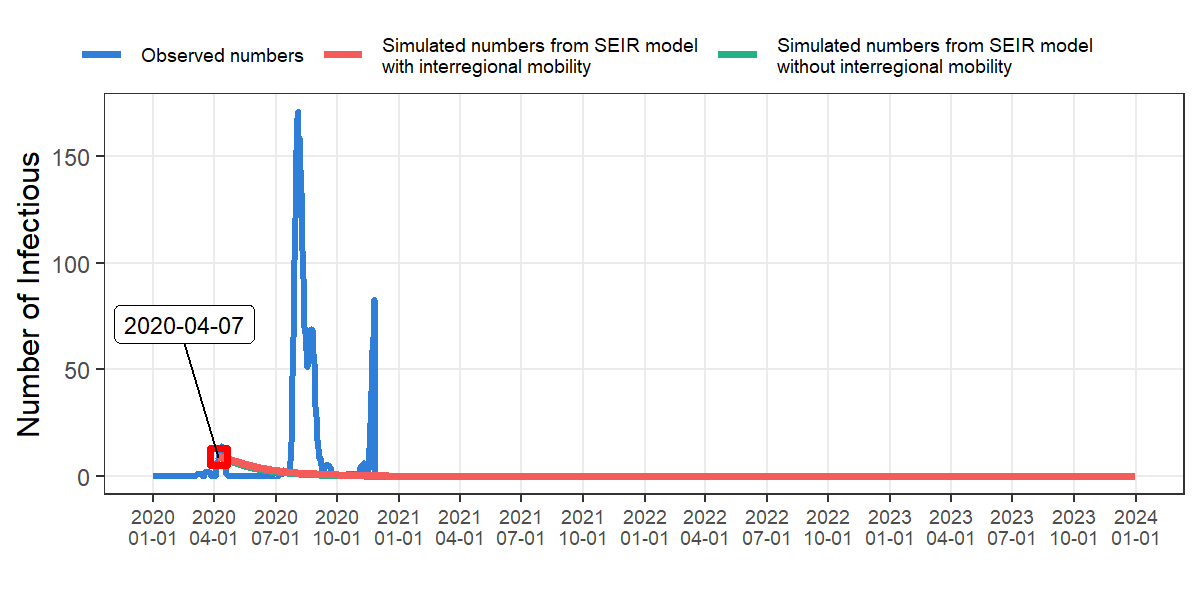 Observed numbers
Simulated numbers from SEIR model
with interregional mobility
Simulated numbers from SEIR model
without interregional mobility
Number of Infectious
150
100
50
0
2020-04-07
2020 2020 2020 2020 2021 2021 2021 2021 2022 2022 2022 2022 2023 2023 2023 2023 2024
01-01 04-01 07-01 10-01 01-01 04-01 07-01 10-01 01-01 04-01 07-01 10-01 01-01 04-01 07-01 10-01 01-01